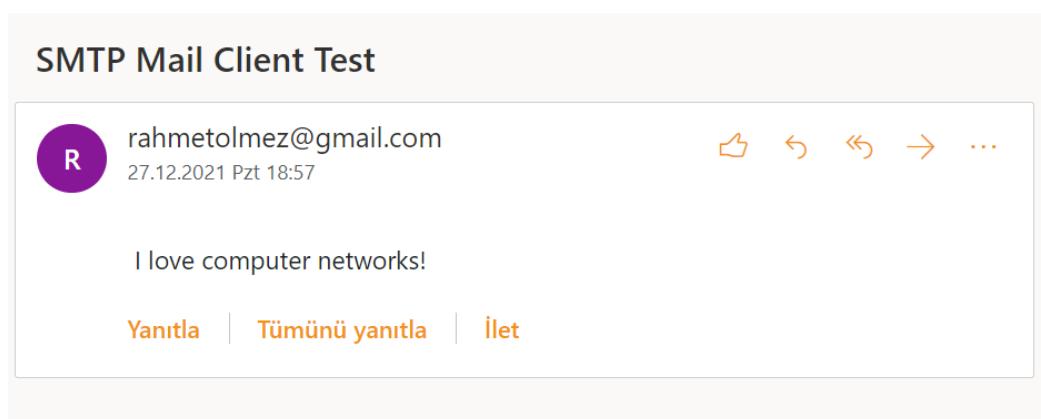 SMTP Mail Client Test
R
rahmetolmez@gmail.com
27.12.2021 Pzt 18:57
I love computer networks!
Yanıtla Tümünü yanıtla İlet